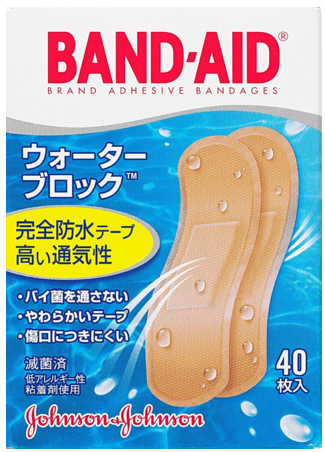 BAND-AID®
BRAND ADHESIVE BANDAGES
ウォーター
ブロック™
完全防水テープ
高い通気性
・バイ菌を通さない
・やわらかいテープ
・傷口につきにくい
滅菌済
低アレルギー性
粘着剤使用
40
枚入
Johnson & Johnson